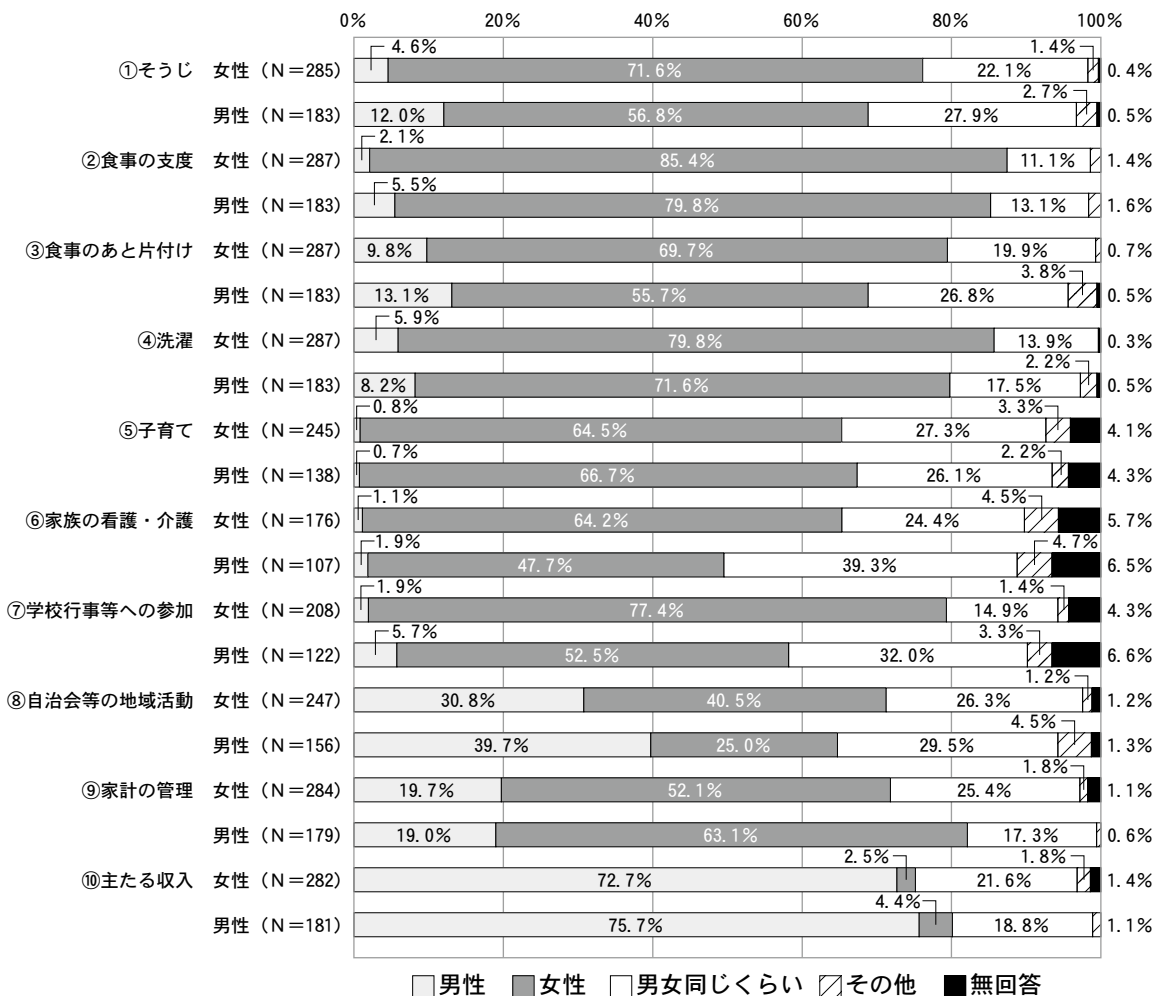 0% 20% 40% 60% 80% 100%
4.6% 1.4%
①そうじ 女性(N=285) 71.6% 22.1% 0.4%
2.7%
男性(N=183) 12.0% 56.8% 27.9% 0.5%
2.1%
②食事の支度 女性(N=287) 85.4% 11.1% 1.4%
5.5%
男性(N=183) 79.8% 13.1% 1.6%
③食事のあと片付け 女性(N=287) 9.8% 69.7% 19.9% 0.7%
3.8%
男性(N=183) 13.1% 55.7% 26.8% 0.5%
5.9%
④洗濯 女性(N=287) 79.8% 13.9% 0.3%
2.2%
男性(N=183) 8.2% 71.6% 17.5% 0.5%
0.8% 3.3%
⑤子育て 女性(N=245) 64.5% 27.3% 4.1%
0.7% 2.2%
男性(N=138) 66.7% 26.1% 4.3%
1.1% 4.5%
⑥家族の看護・介護 女性(N=176) 64.2% 24.4% 5.7%
1.9% 4.7%
男性(N=107) 47.7% 39.3% 6.5%
1.9% 1.4%
⑦学校行事等への参加 女性(N=208) 77.4% 14.9% 4.3%
5.7% 3.3%
男性(N=122) 52.5% 32.0% 6.6%
1.2%
⑧自治会等の地域活動 女性(N=247) 30.8% 40.5% 26.3% 1.2%
4.5%
男性(N=156) 39.7% 25.0% 29.5% 1.3%
1.8%
⑨家計の管理 女性(N=284) 19.7% 52.1% 25.4% 1.1%
男性(N=179) 19.0% 63.1% 17.3% 0.6%
2.5% 1.8%
⑩主たる収入 女性(N=282) 72.7% 21.6% 1.4%
4.4%
男性(N=181) 75.7% 18.8% 1.1%
男性 女性 男女同じくらい その他 無回答